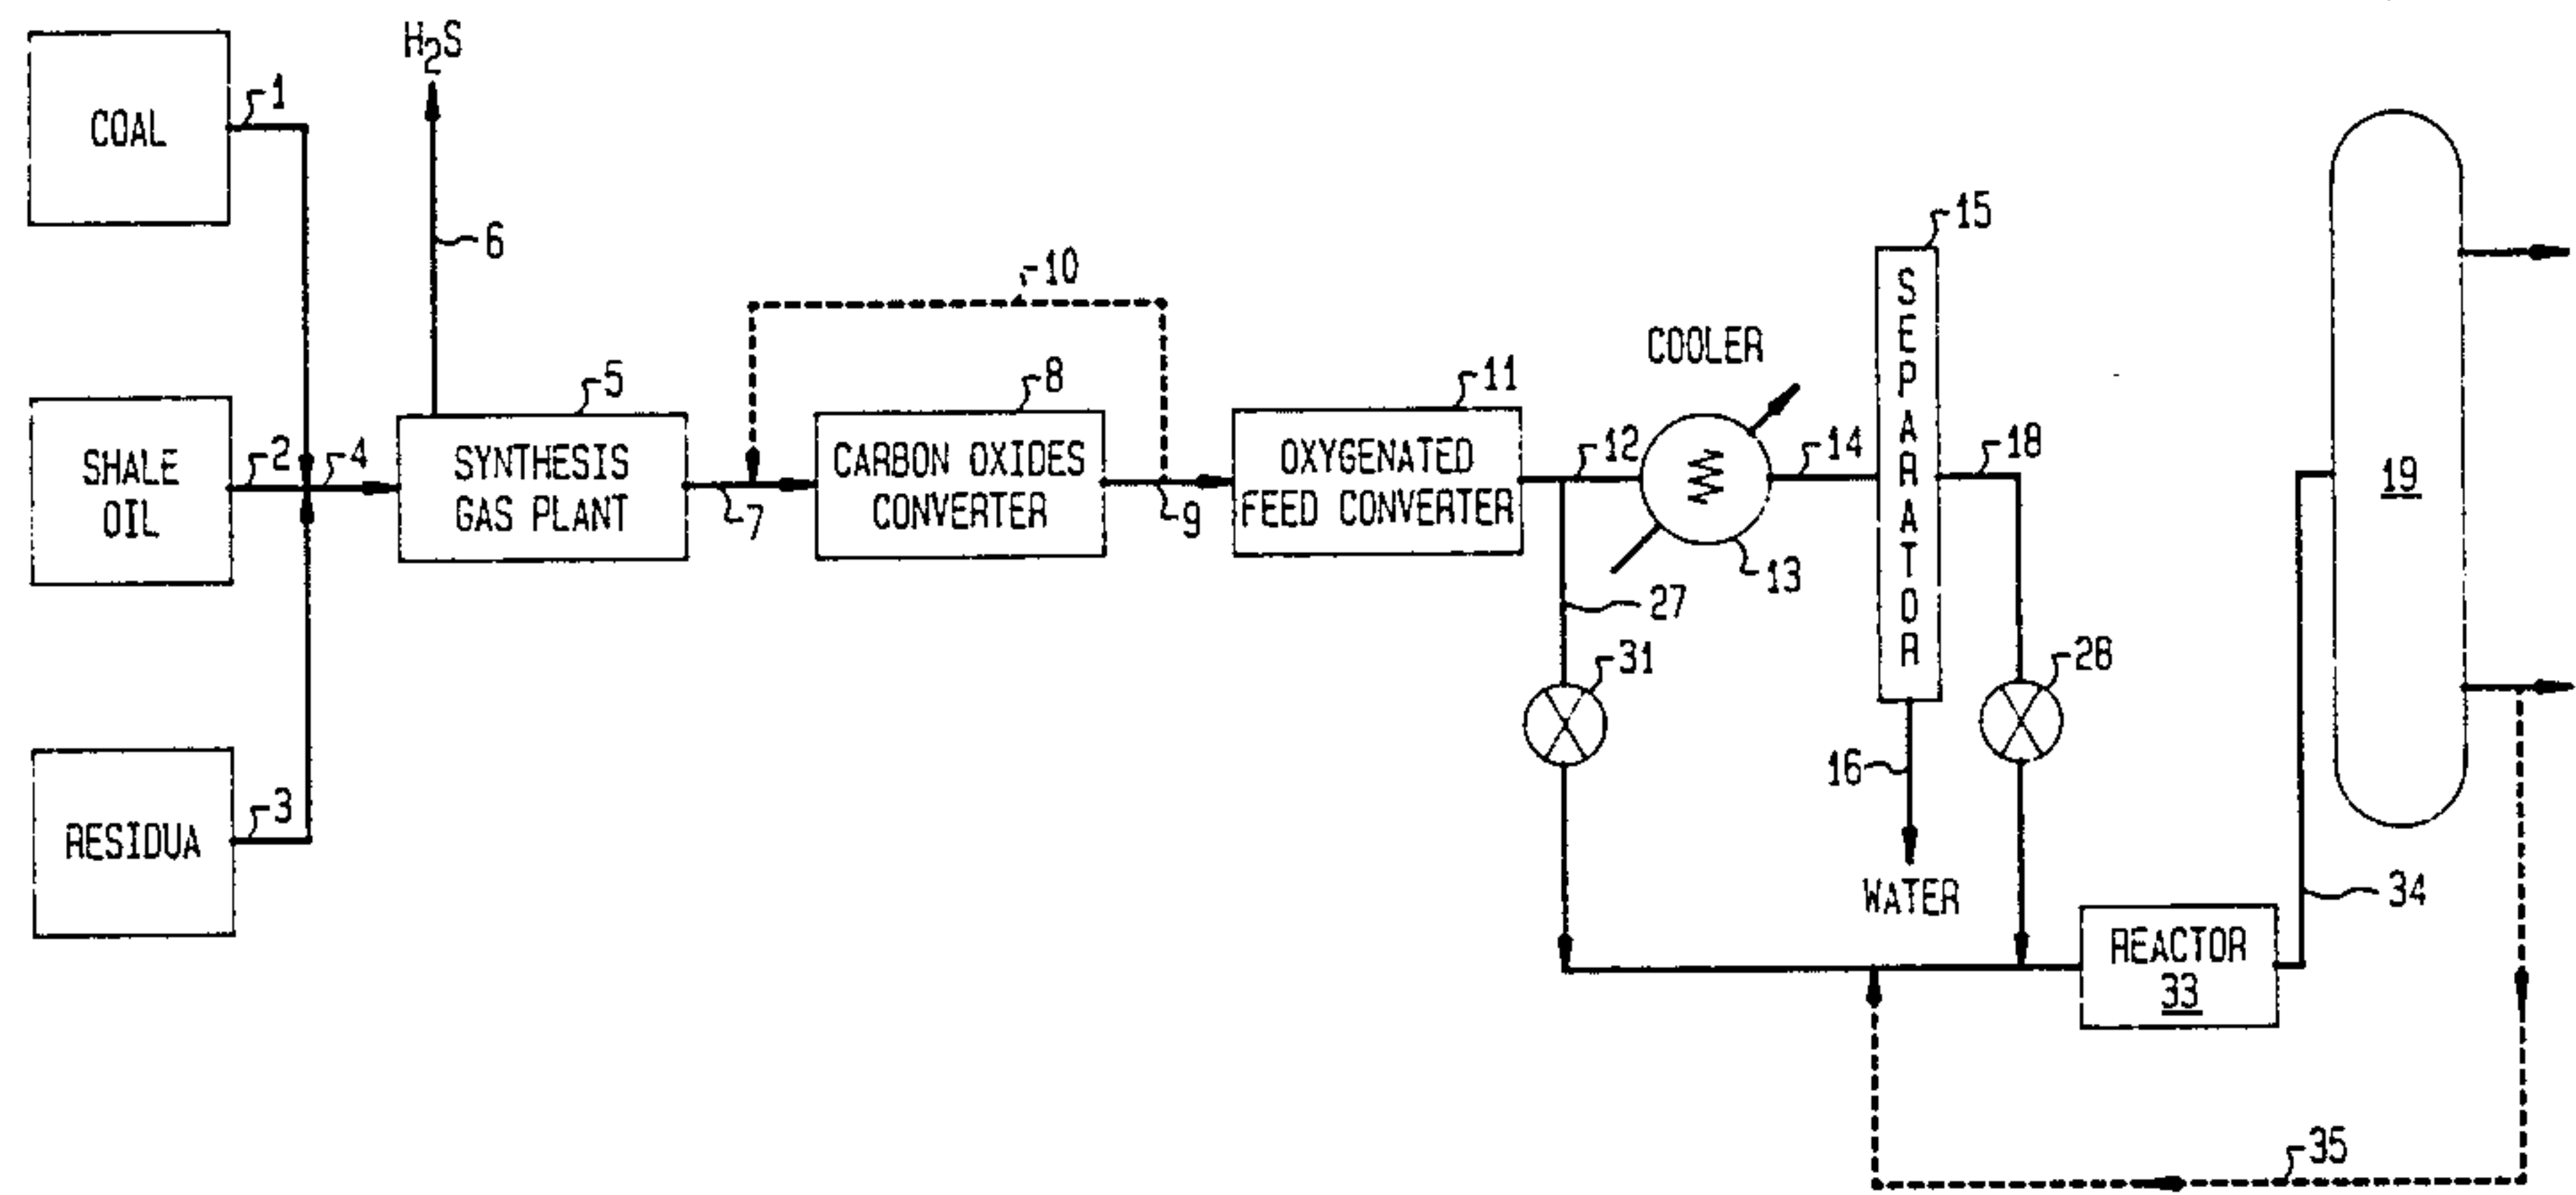 H2S
COAL
1
6
10
15
SHALE
OIL
2
4
5
SYNTHESIS
GAS PLANT
7
8
CARBON OXIDES
CONVERTER
9
11
OXYGENATED
FEED CONVERTER
12
COOLER
13
14
SEPARATOR
18
19
27
31
28
16
WATER
RESIDUA
3
REACTOR
33
34
35